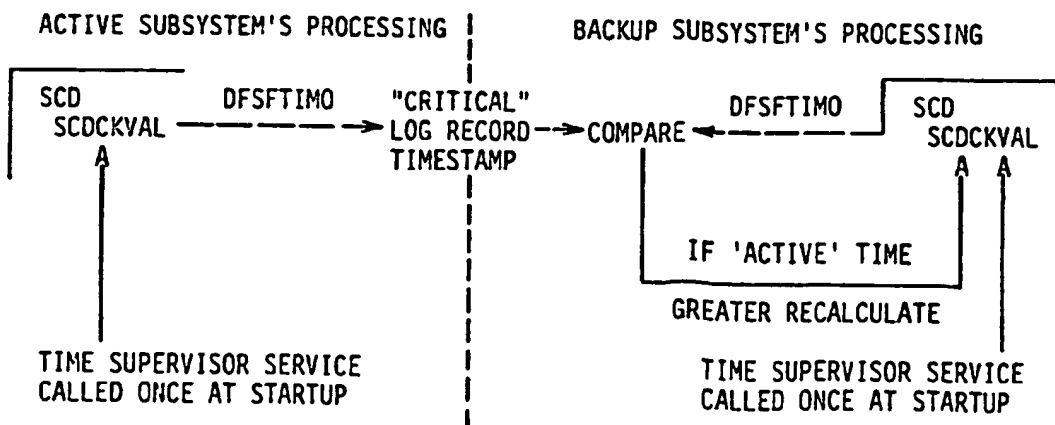 ACTIVE SUBSYSTEM'S PROCESSING
BACKUP SUBSYSTEM'S PROCESSING
SCD
SCDCKVAL
A
DFSFTIMO
"CRITICAL"
LOG RECORD
TIMESTAMP
COMPARE
DFSFTIMO
SCD
SCDCKVAL
A A
IF 'ACTIVE' TIME
GREATER RECALCULATE
TIME SUPERVISOR SERVICE
CALLED ONCE AT STARTUP
TIME SUPERVISOR SERVICE
CALLED ONCE AT STARTUP